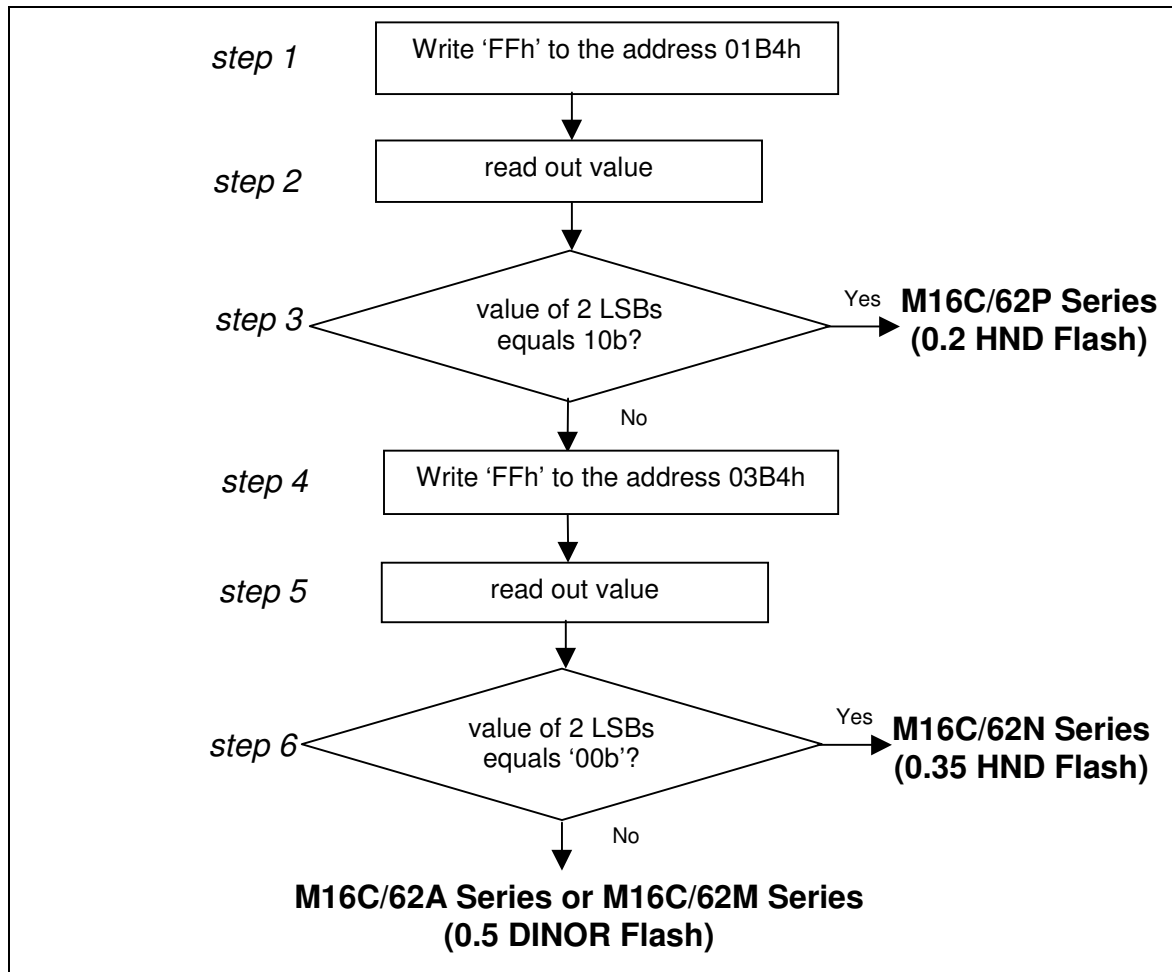 step 1
Write ‘FFh’ to the address 01B4h
step 2
read out value
step 3
value of 2 LSBs
equals 10b?
Yes
M16C/62P Series
(0.2 HND Flash)
No
step 4
Write ‘FFh’ to the address 03B4h
step 5
read out value
step 6
value of 2 LSBs
equals ‘00b’?
Yes
M16C/62N Series
(0.35 HND Flash)
No
M16C/62A Series or M16C/62M Series
(0.5 DINOR Flash)